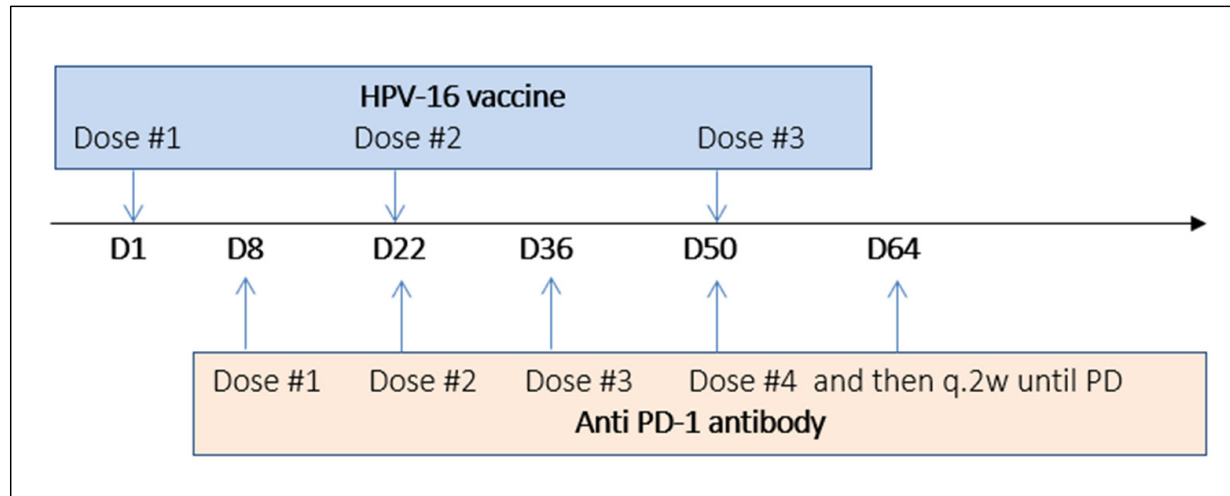 HPV-16 vaccine
Dose #1 Dose #2 Dose #3
D1 D8 D22 D36 D50 D64
Dose #1 Dose #2 Dose #3 Dose #4 and then q.2w until PD
Anti PD-1 antibody